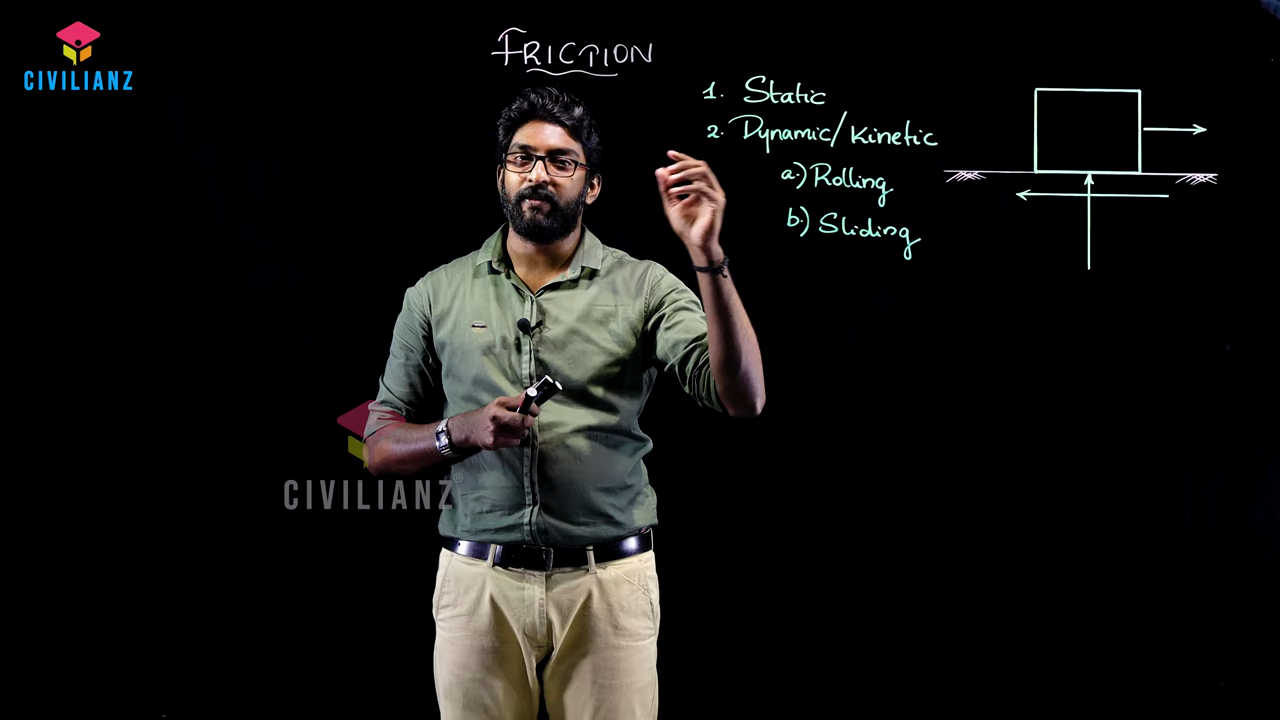 CIVILIANZ
FRICTION
1. Static
2. Dynamic/Kinetic
a.) Rolling
b.) Sliding
CIVILIANZ®